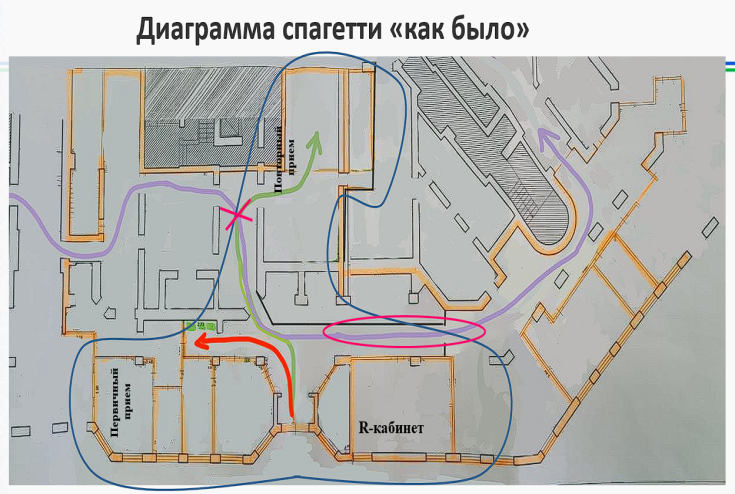 Диаграмма спагетти «как было»
Повторный
прием
Первичный
прием
R-кабинет